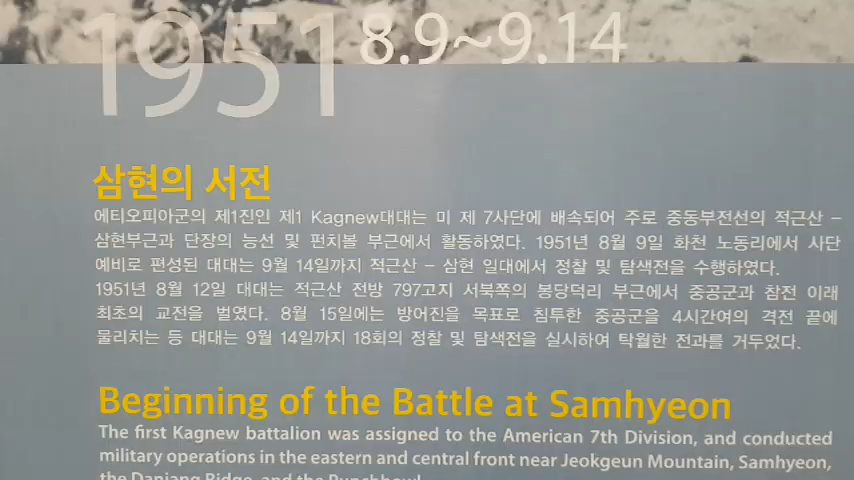 1951 8.9~9.14
삼현의 서전
에티오피아군의 제1진인 제1 Kagnew대대는 미 제 7사단에 배속되어 주로 중동부전선의 적근산 –
삼현부근과 단장의 능선 및 펀치볼 부근에서 활동하였다. 1951년 8월 9일 화천 노동리에서 사단
예비로 편성된 대대는 9월 14일까지 적근산 – 삼현 일대에서 정찰 및 탐색전을 수행하였다.
1951년 8월 12일 대대는 적근산 전방 797고지 서북쪽의 봉당덕리 부근에서 중공군과 참전 이래
최초의 교전을 벌였다. 8월 15일에는 방어진을 목표로 침투한 중공군을 4시간여의 격전 끝에
물리치는 등 대대는 9월 14일까지 18회의 정찰 및 탐색전을 실시하여 탁월한 전과를 거두었다.
Beginning of the Battle at Samhyeon
The first Kagnew battalion was assigned to the American 7th Division, and conducted
military operations in the eastern and central front near Jeokgeun Mountain, Samhyeon,
the Danjang Ridge, and the Punchbowl